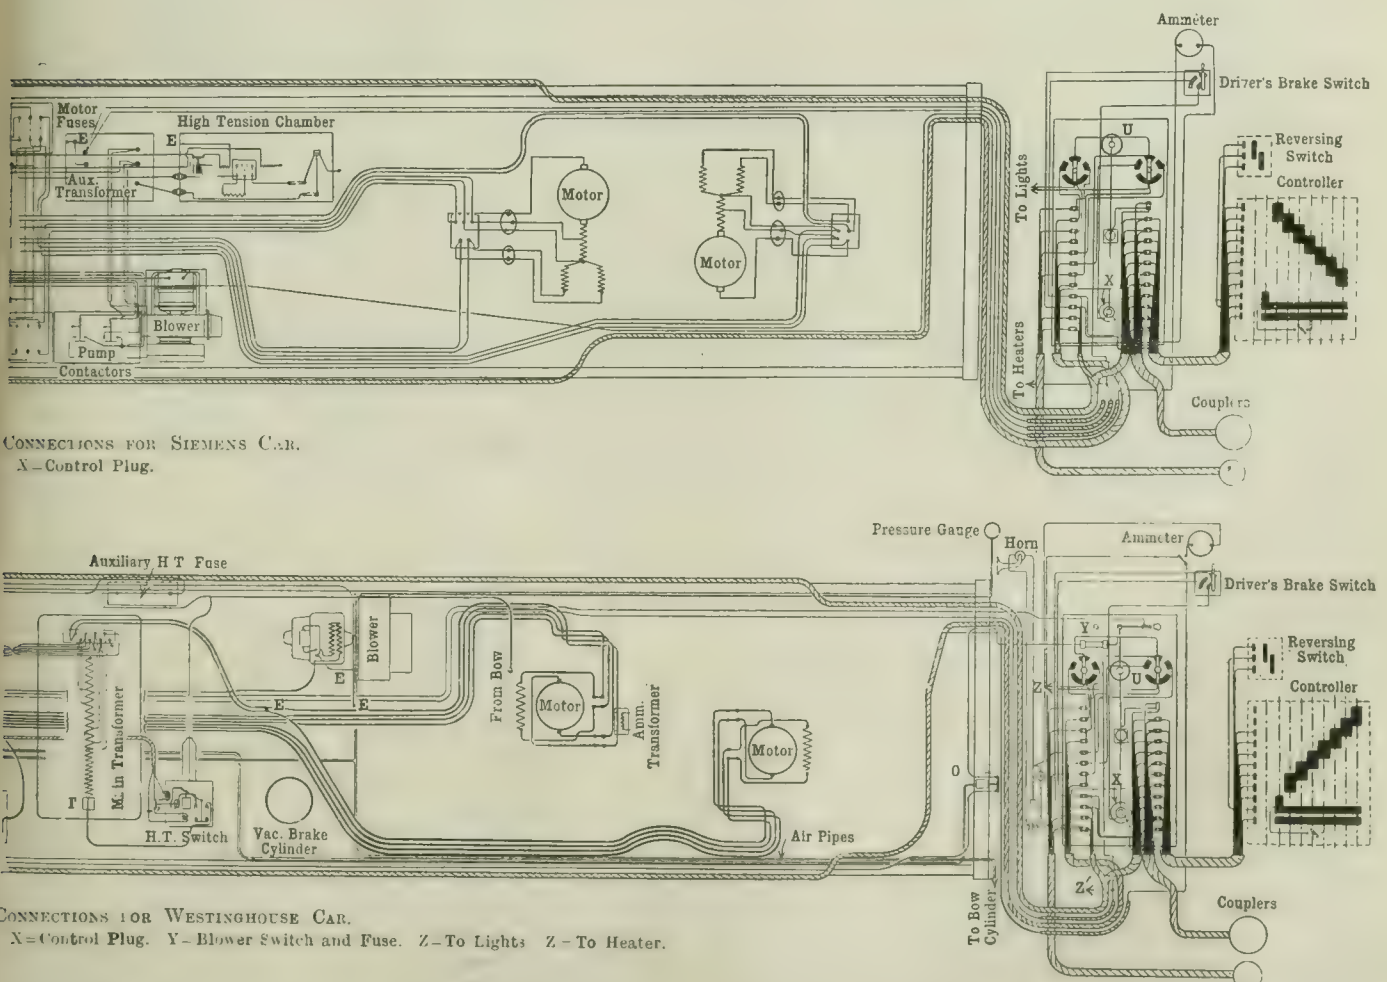 Ammeter
Driver's Brake Switch
Motor
Fuses
High Tension Chamber
E
E
U
Reversing
Switch
Controller
Aux.
Transformer
Motor
Motor
To Lights
X
Blower
Pump
Contactors
To Heaters
Couplers
CONNECTIONS FOR SIEMENS CAR.
X=Control Plug.
Pressure Gauge
Horn
Ammeter
Auxiliary H T Fuse
Driver's Brake Switch
Y
Blower
Reversing
Switch
E
Z
U
Controller
E
E
From Bow
Motor
Amm.
Transformer
Main Transformer
Motor
O
X
H.T. Switch
Vac. Brake
Cylinder
Air Pipes
Z'
To Bow
Cylinder
Couplers
CONNECTIONS FOR WESTINGHOUSE CAR.
X=Control Plug. Y-Blower Switch and Fuse. Z-To Lights Z - To Heater.